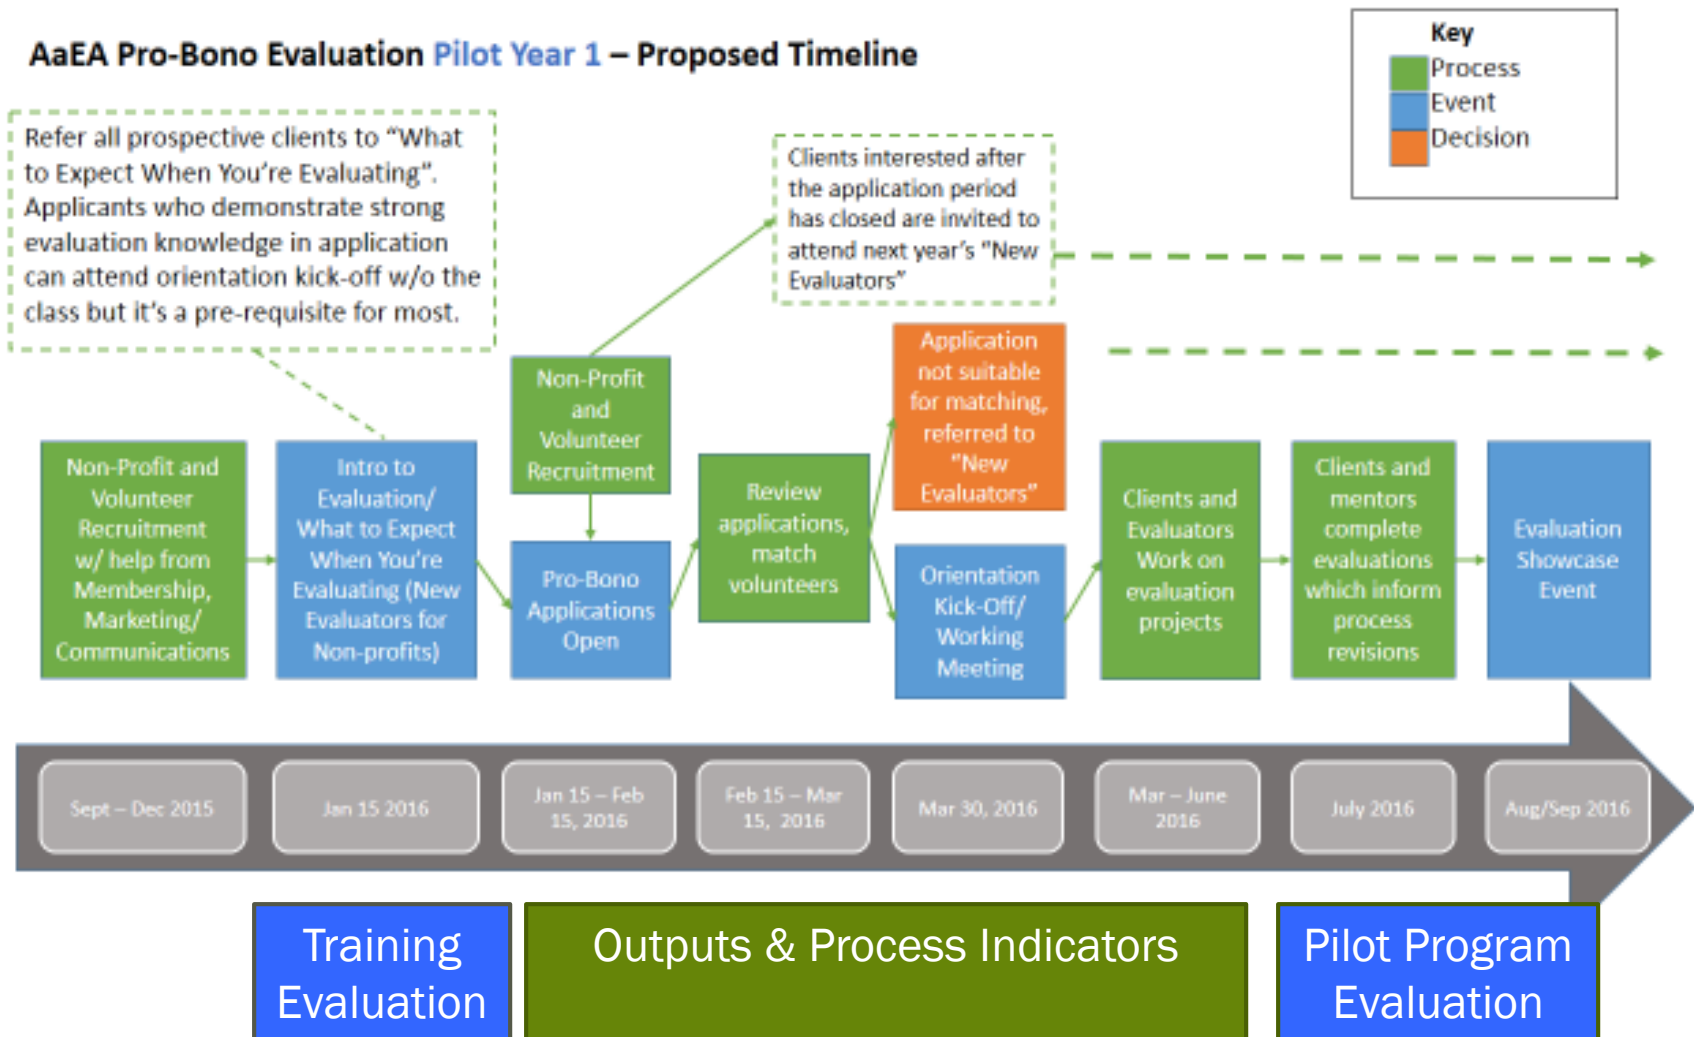 AaEA Pro-Bono Evaluation Pilot Year 1 – Proposed Timeline
Key
Process
Event
Decision
Refer all prospective clients to “What
to Expect When You’re Evaluating”.
Applicants who demonstrate strong
evaluation knowledge in application
can attend orientation kick-off w/o the
class but it’s a pre-requisite for most.
Clients interested after
the application period
has closed are invited to
attend next year’s “New
Evaluators”
Non-Profit and
Volunteer
Recruitment
w/ help from
Membership,
Marketing/
Communications
Intro to
Evaluation/
What to Expect
When You’re
Evaluating (New
Evaluators for
Non-profits)
Non-Profit
and
Volunteer
Recruitment
Pro-Bono
Applications
Open
Review
applications,
match
volunteers
Application
not suitable
for matching,
referred to
“New
Evaluators”
Orientation
Kick-Off/
Working
Meeting
Clients and
Evaluators
Work on
evaluation
projects
Clients and
mentors
complete
evaluations
which inform
process
revisions
Evaluation
Showcase
Event
Sept – Dec 2015
Jan 15 2016
Jan 15 – Feb
15, 2016
Feb 15 – Mar
15, 2016
Mar 30, 2016
Mar – June
2016
July 2016
Aug/Sep 2016
Training
Evaluation
Outputs & Process Indicators
Pilot Program
Evaluation